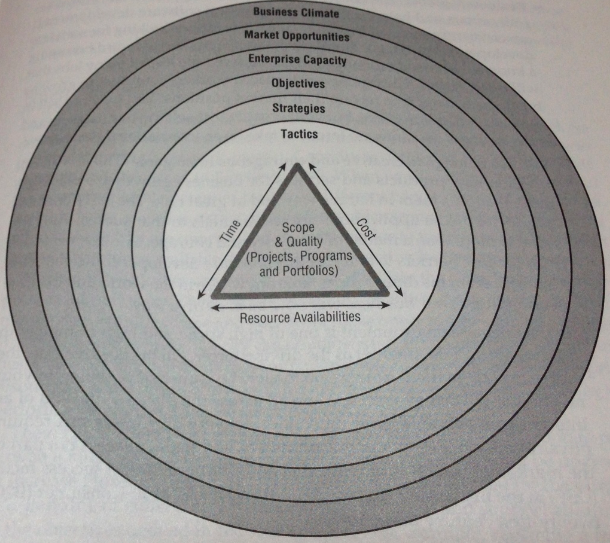 Business Climate
Market Opportunities
Enterprise Capacity
Objectives
Strategies
Tactics
Time
Cost
Scope
& Quality
(Projects, Programs
and Portfolios)
Resource Availabilities